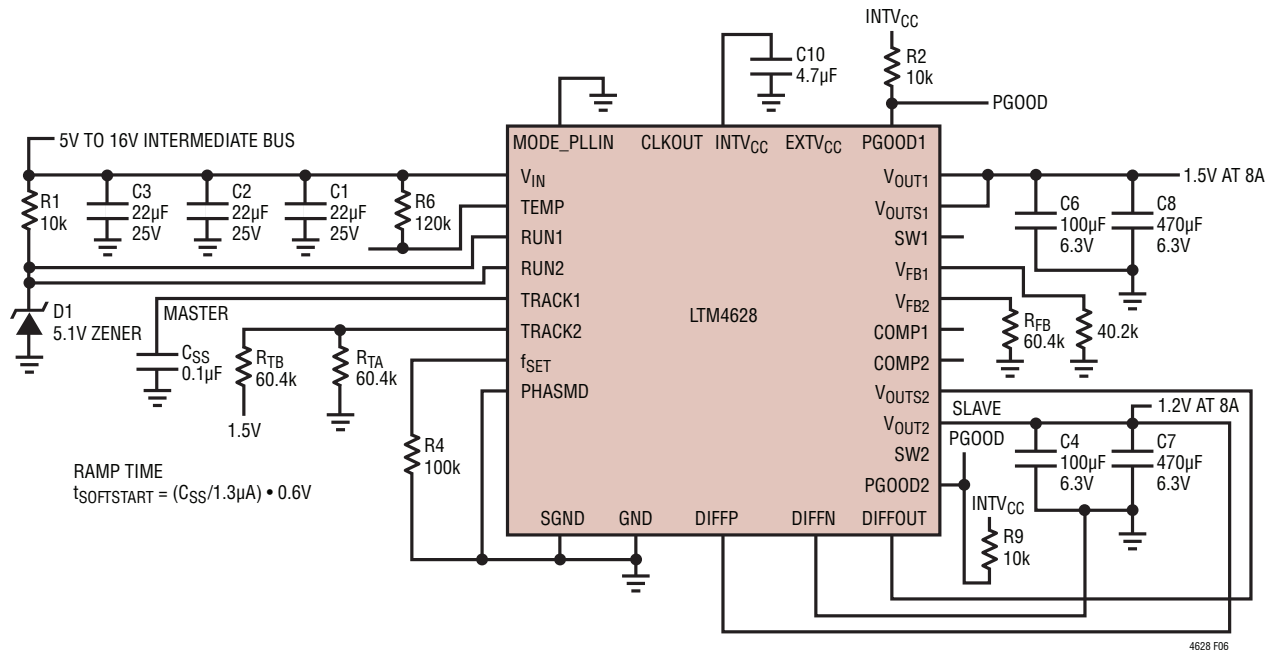 INTVCC
C10
4.7µF
R2
10k
PGOOD
5V TO 16V INTERMEDIATE BUS
MODE_PLLIN
CLKOUT
INTVCC
EXTVCC
PGOOD1
R1
10k
C3
22µF
25V
C2
22µF
25V
C1
22µF
25V
R6
120k
VIN
TEMP
RUN1
RUN2
TRACK1
TRACK2
fSET
PHASMD
LTM4628
VOUT1
VOUTS1
SW1
VFB1
VFB2
COMP1
COMP2
VOUTS2
VOUT2
SW2
PGOOD2
1.5V AT 8A
C6
100µF
6.3V
C8
470µF
6.3V
D1
5.1V ZENER
MASTER
CSS
0.1µF
RTB
60.4k
RTA
60.4k
1.5V
RFB
60.4k
40.2k
SLAVE
1.2V AT 8A
PGOOD
C4
100µF
6.3V
C7
470µF
6.3V
R4
100k
RAMP TIME
tSOFTSTART = (CSS/1.3µA) • 0.6V
INTVCC
R9
10k
SGND
GND
DIFFP
DIFFN
DIFFOUT
4628 F06